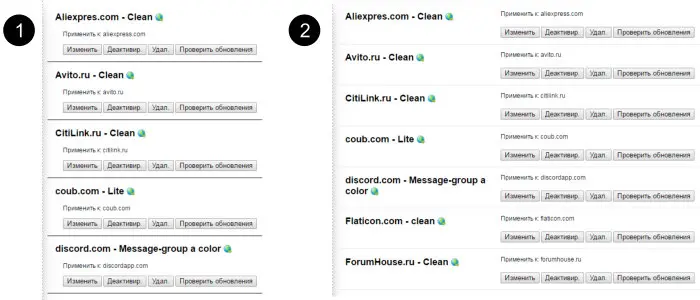 1
Aliexpres.com - Clean
Применить к: aliexpress.com
Изменить Деактивир. Удал. Проверить обновления
Avito.ru - Clean
Применить к: avito.ru
Изменить Деактивир. Удал. Проверить обновления
CitiLink.ru - Clean
Применить к: citilink.ru
Изменить Деактивир. Удал. Проверить обновления
coub.com - Lite
Применить к: coub.com
Изменить Деактивир. Удал. Проверить обновления
discord.com - Message-group a color
Применить к: discordapp.com
Изменить Деактивир. Удал. Проверить обновления
2
Aliexpres.com - Clean
Применить к: aliexpress.com
Изменить Деактивир. Удал. Проверить обновления
Avito.ru - Clean
Применить к: avito.ru
Изменить Деактивир. Удал. Проверить обновления
CitiLink.ru - Clean
Применить к: citilink.ru
Изменить Деактивир. Удал. Проверить обновления
coub.com - Lite
Применить к: coub.com
Изменить Деактивир. Удал. Проверить обновления
discord.com - Message-group a
color
Применить к: discordapp.com
Изменить Деактивир. Удал. Проверить обновления
Flaticon.com - clean
Применить к: flaticon.com
Изменить Деактивир. Удал. Проверить обновления
ForumHouse.ru - Clean
Применить к: forumhouse.ru
Изменить Деактивир. Удал. Проверить обновления